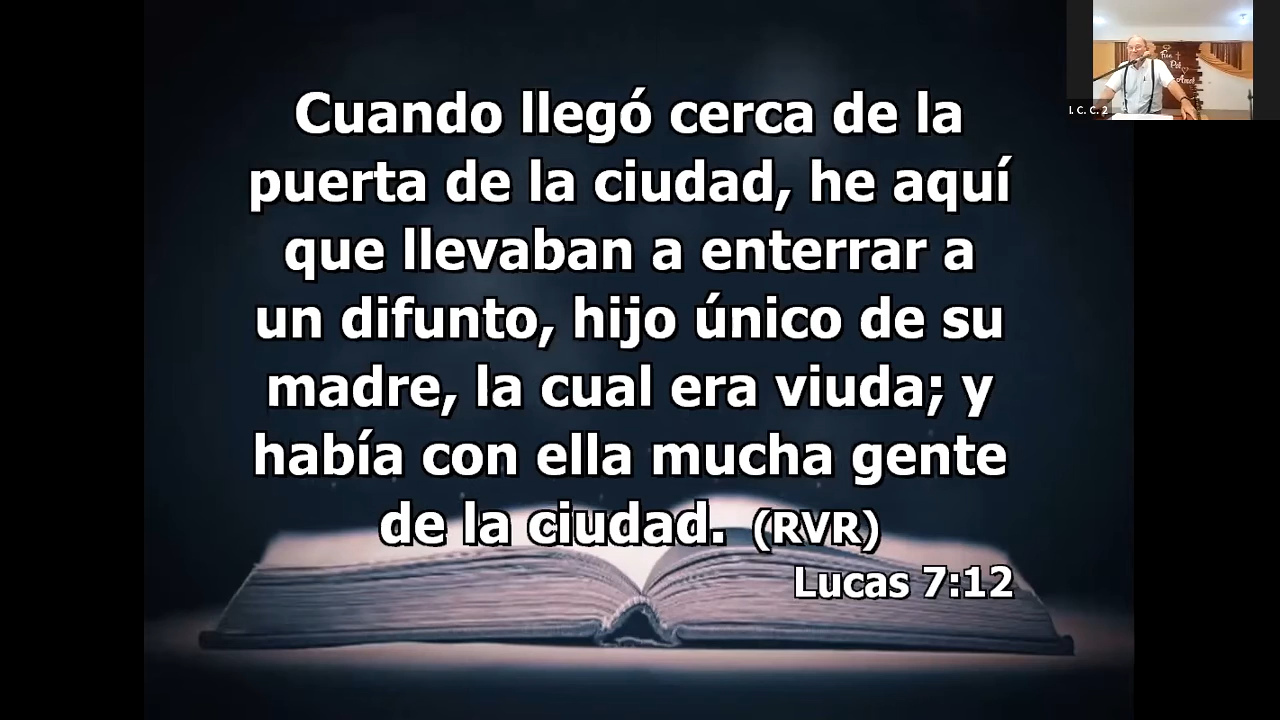 Cuando llegó cerca de la
puerta de la ciudad, he aquí
que llevaban a enterrar a
un difunto, hijo único de su
madre, la cual era viuda; y
había con ella mucha gente
de la ciudad. (RVR)
Lucas 7:12
I. C. C. 2